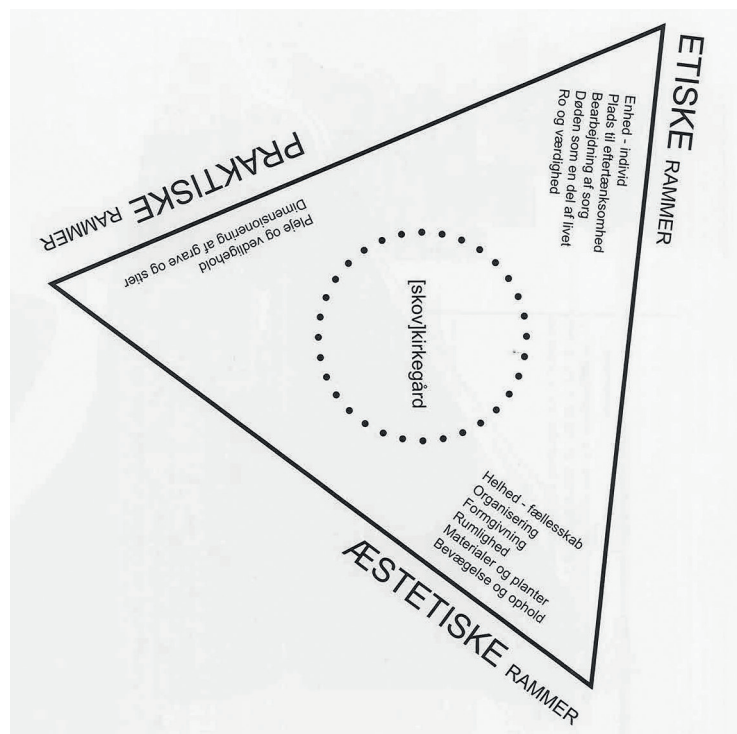 ETISKE RAMMER
Enhed - individ
Plads til eftertænksomhed
Bearbejdning af sorg
Døden som en del af livet
Ro og værdighed
PRAKTISKE RAMMER
Pleje og vedligehold
Dimensionering af grave og stier
[skov]kirkegård
Helhed - fællesskab
Organisering
Formgivning
Rumlighed
Materialer og planter
Bevægelse og ophold
ÆSTETISKE RAMMER